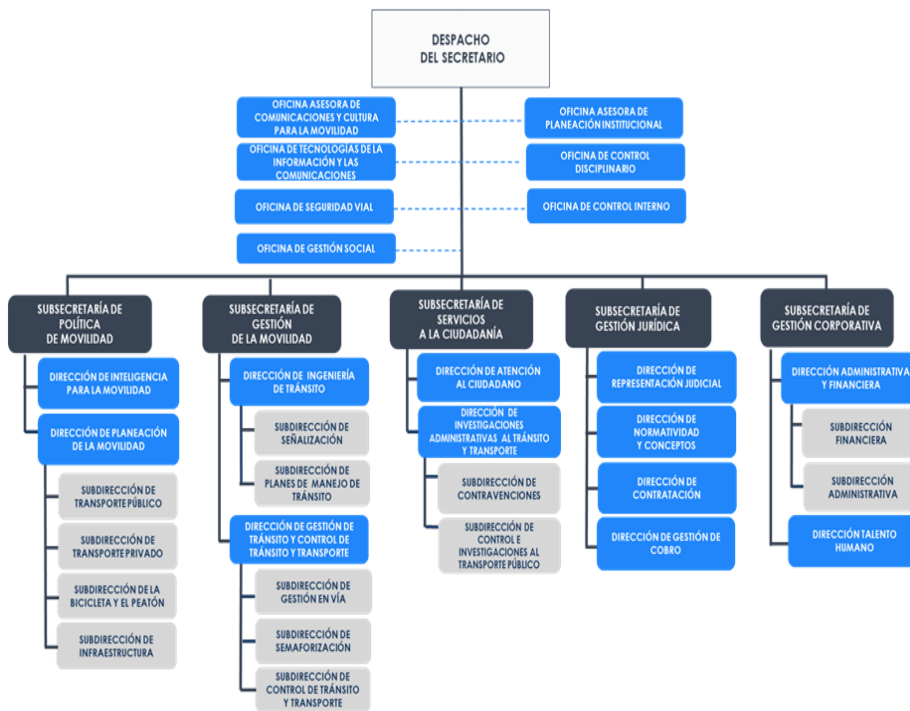 DESPACHO
DEL SECRETARIO
OFICINA ASESORA DE
COMUNICACIONES Y CULTURA
PARA LA MOVILIDAD
OFICINA ASESORA DE
PLANEACIÓN INSTITUCIONAL
OFICINA DE TECNOLOGÍAS DE LA
INFORMACIÓN Y LAS
COMUNICACIONES
OFICINA DE CONTROL
DISCIPLINARIO
OFICINA DE SEGURIDAD VIAL
OFICINA DE CONTROL INTERNO
OFICINA DE GESTIÓN SOCIAL
SUBSECRETARÍA DE
POLÍTICA
DE MOVILIDAD
DIRECCIÓN DE INTELIGENCIA
PARA LA MOVILIDAD
DIRECCIÓN DE PLANEACIÓN
DE LA MOVILIDAD
SUBDIRECCIÓN DE
TRANSPORTE PÚBLICO
SUBDIRECCIÓN DE
TRANSPORTE PRIVADO
SUBDIRECCIÓN DE LA
BICICLETA Y EL PEATÓN
SUBDIRECCIÓN DE
INFRAESTRUCTURA
SUBSECRETARÍA DE
GESTIÓN
DE LA MOVILIDAD
DIRECCIÓN DE INGENIERÍA
DE TRÁNSITO
SUBDIRECCIÓN DE
SEÑALIZACIÓN
SUBDIRECCIÓN DE
PLANES DE MANEJO DE
TRÁNSITO
DIRECCIÓN DE GESTIÓN DE
TRÁNSITO Y CONTROL DE
TRÁNSITO Y TRANSPORTE
SUBDIRECCIÓN DE
GESTIÓN EN VÍA
SUBDIRECCIÓN DE
SEMAFORIZACIÓN
SUBDIRECCIÓN DE
CONTROL DE TRÁNSITO
Y TRANSPORTE
SUBSECRETARÍA DE
SERVICIOS
A LA CIUDADANÍA
DIRECCIÓN DE ATENCIÓN
AL CIUDADANO
DIRECCIÓN DE
INVESTIGACIONES
ADMINISTRATIVAS AL TRÁNSITO
Y TRANSPORTE
SUBDIRECCIÓN DE
CONTRAVENCIONES
SUBDIRECCIÓN DE
CONTROL E
INVESTIGACIONES AL
TRANSPORTE PÚBLICO
SUBSECRETARÍA DE
GESTIÓN JURÍDICA
DIRECCIÓN DE
REPRESENTACIÓN JUDICIAL
DIRECCIÓN DE
NORMATIVIDAD
Y CONCEPTOS
DIRECCIÓN DE
CONTRATACIÓN
DIRECCIÓN DE GESTIÓN DE
COBRO
SUBSECRETARÍA DE
GESTIÓN CORPORATIVA
DIRECCIÓN ADMINISTRATIVA
Y FINANCIERA
SUBDIRECCIÓN
FINANCIERA
SUBDIRECCIÓN
ADMINISTRATIVA
DIRECCIÓN TALENTO
HUMANO